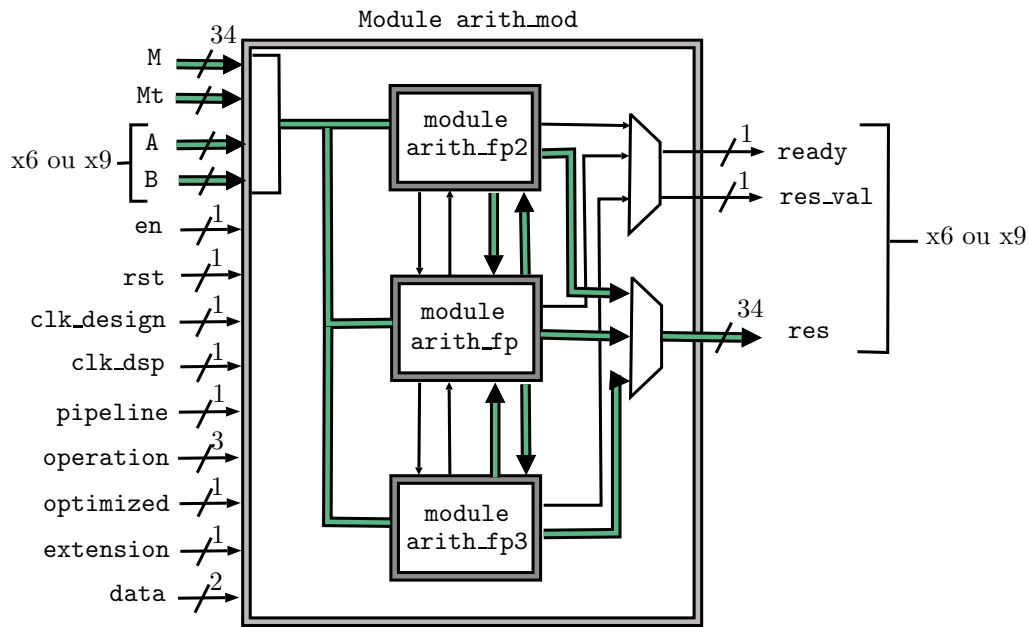 Module arith_mod
34
M
Mt
A
x6 ou x9
B
en
1
rst
1
clk_design
1
clk_dsp
1
pipeline
1
operation
3
optimized
1
extension
1
data
2
module
arith_fp2
module
arith_fp
module
arith_fp3
1
ready
1
res_val
x6 ou x9
34
res